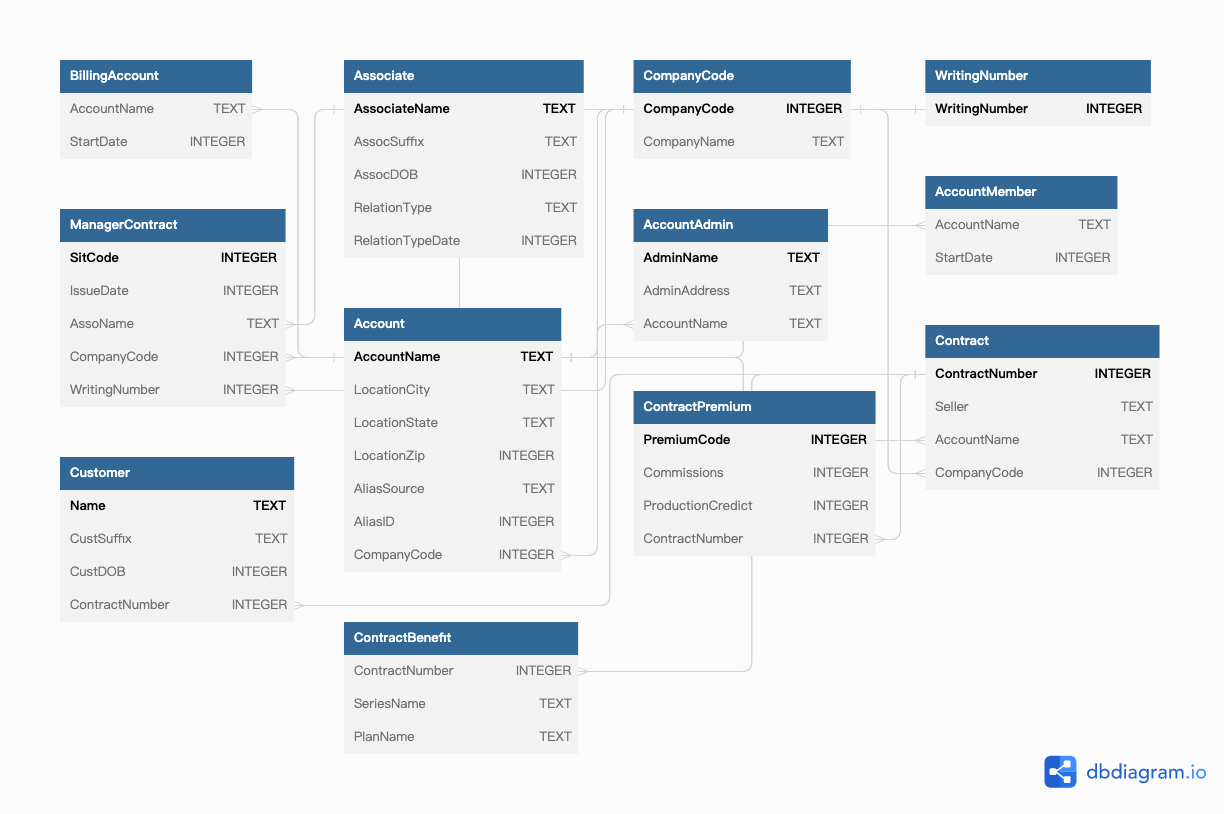 BillingAccount
AccountName TEXT
StartDate INTEGER
Associate
AssociateName TEXT
AssocSuffix TEXT
AssocDOB INTEGER
RelationType TEXT
RelationTypeDate INTEGER
CompanyCode
CompanyCode INTEGER
CompanyName TEXT
WritingNumber
WritingNumber INTEGER
AccountMember
AccountName TEXT
StartDate INTEGER
ManagerContract
SitCode INTEGER
IssueDate INTEGER
AssoName TEXT
CompanyCode INTEGER
WritingNumber INTEGER
AccountAdmin
AdminName TEXT
AdminAddress TEXT
AccountName TEXT
Account
AccountName TEXT
LocationCity TEXT
LocationState TEXT
LocationZip INTEGER
AliasSource TEXT
AliasID INTEGER
CompanyCode INTEGER
Contract
ContractNumber INTEGER
Seller TEXT
AccountName TEXT
CompanyCode INTEGER
ContractPremium
PremiumCode INTEGER
Commissions INTEGER
ProductionCredict INTEGER
ContractNumber INTEGER
Customer
Name TEXT
CustSuffix TEXT
CustDOB INTEGER
ContractNumber INTEGER
ContractBenefit
ContractNumber INTEGER
SeriesName TEXT
PlanName TEXT
dbdiagram.io